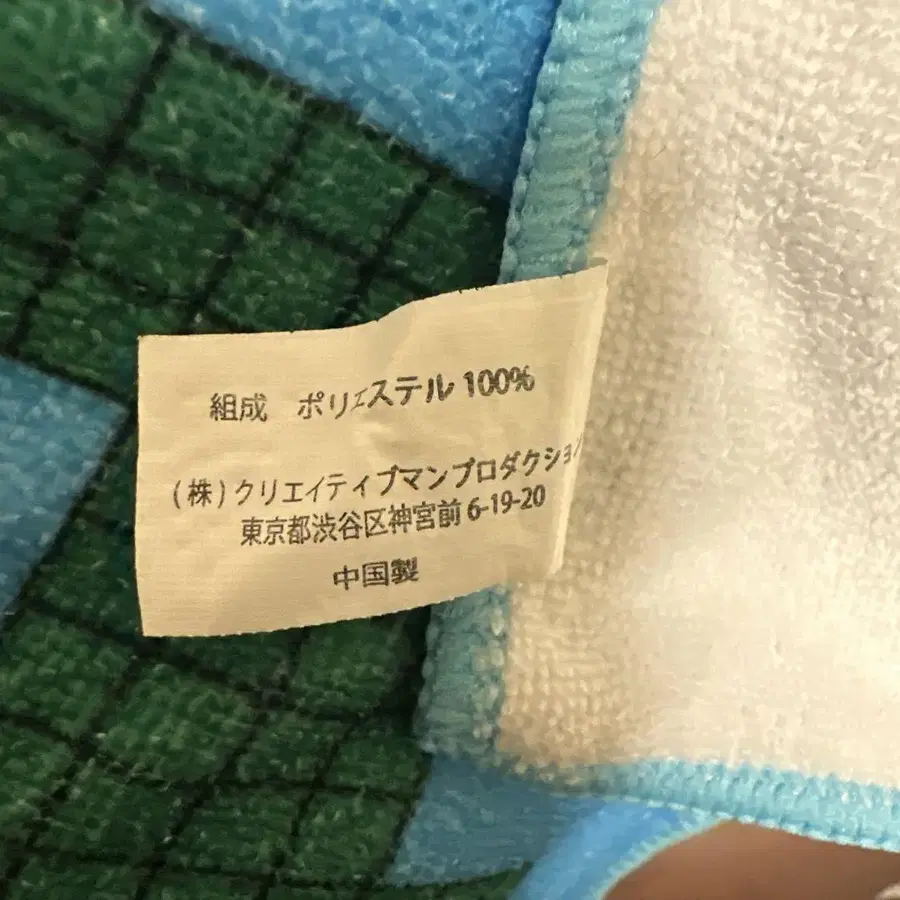 組成　ポリエステル 100%
(株)クリエイティブマンプロダクション
東京都渋谷区神宮前 6-19-20
中国製